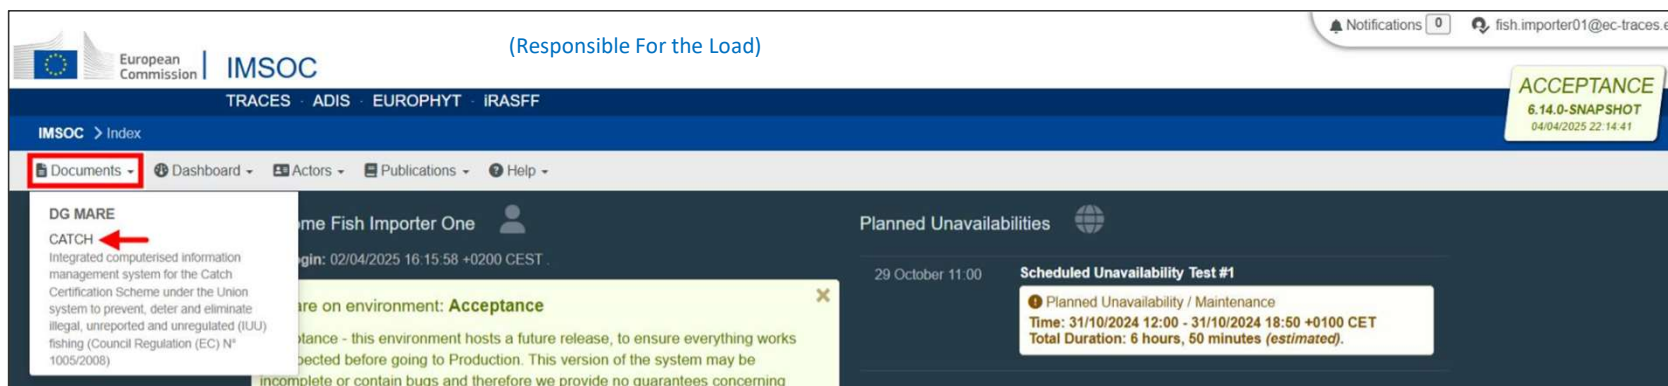 Notifications 0 fish.importer01@ec-traces.e
(Responsible For the Load)
European
Commission
IMSOC
ACCEPTANCE
6.14.0-SNAPSHOT
04/04/2025 22:14:41
TRACES · ADIS · EUROPHYT · iRASFF
IMSOC > Index
Documents Dashboard Actors Publications Help
DG MARE
CATCH
Integrated computerised information
management system for the Catch
Certification Scheme under the Union
system to prevent, deter and eliminate
illegal, unreported and unregulated (IUU)
fishing (Council Regulation (EC) N°
1005/2008)
ome Fish Importer One
ogin: 02/04/2025 16:15:58 +0200 CEST .
are on environment: Acceptance
ptance - this environment hosts a future release, to ensure everything works
pected before going to Production. This version of the system may be
incomplete or contain bugs and therefore we provide no guarantees concerning
Planned Unavailabilities
29 October 11:00
Scheduled Unavailability Test #1
Planned Unavailability / Maintenance
Time: 31/10/2024 12:00 - 31/10/2024 18:50 +0100 CET
Total Duration: 6 hours, 50 minutes (estimated).